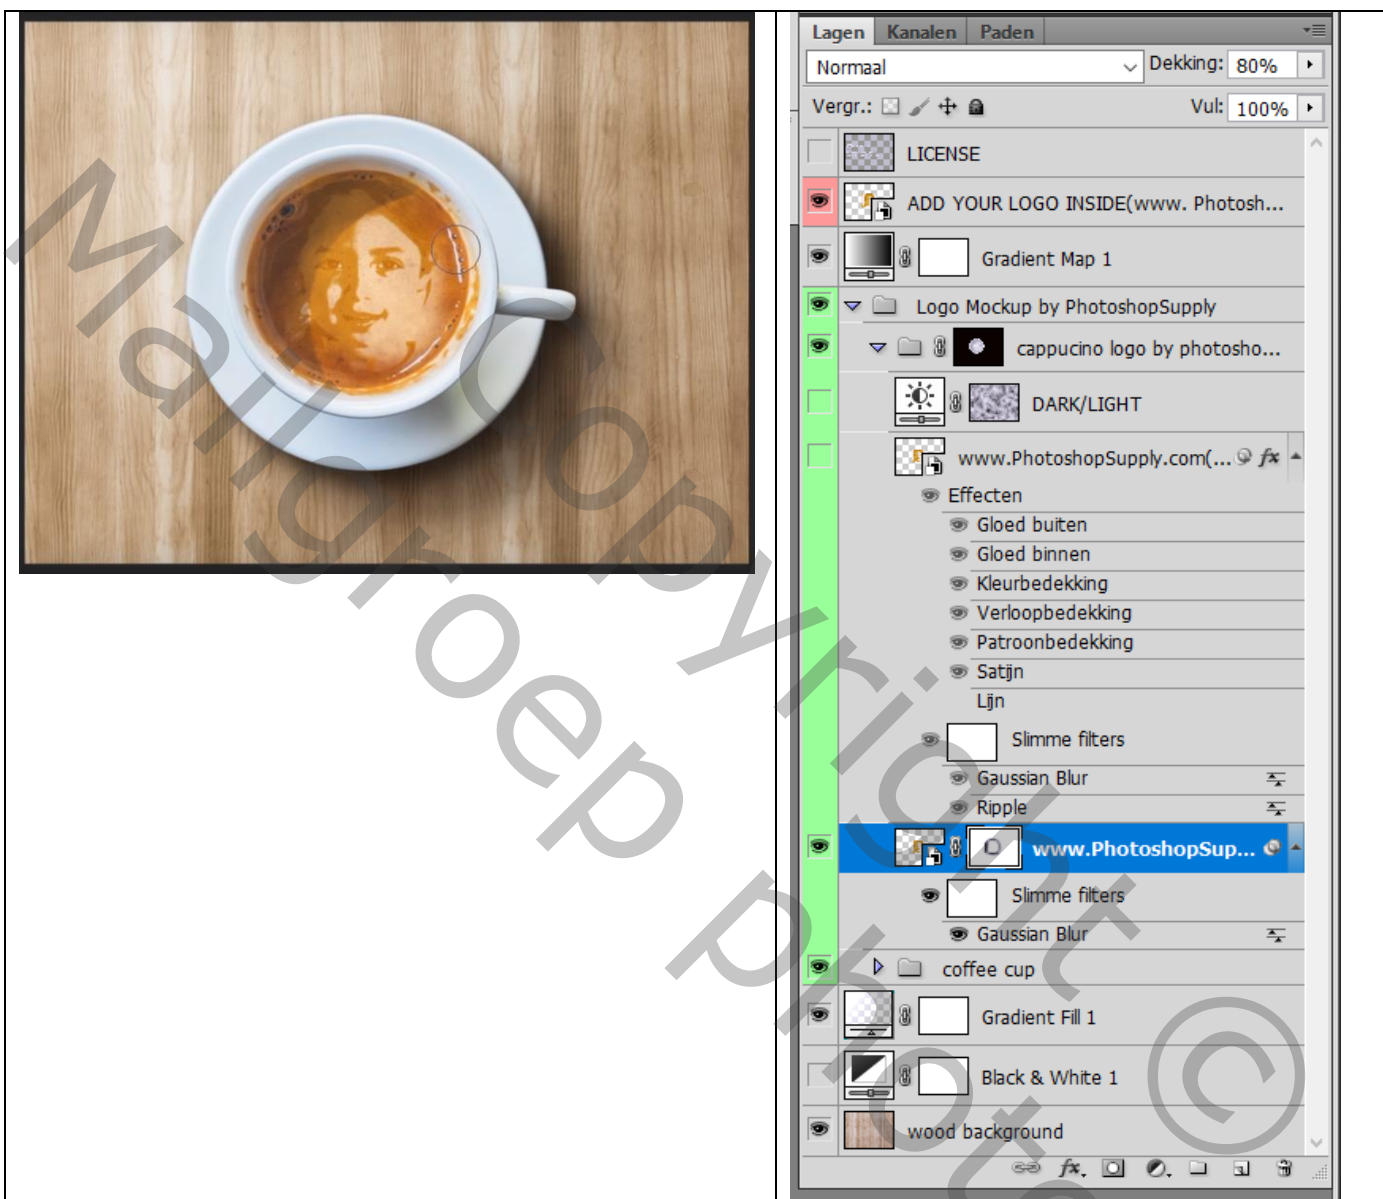 Lagen Kanalen Paden
Normaal Dekking: 80%
Vergr.: Vul: 100%
LICENSE
ADD YOUR LOGO INSIDE(www. Photosh...
Gradient Map 1
Logo Mockup by PhotoshopSupply
cappucino logo by photosho...
DARK/LIGHT
www.PhotoshopSupply.com(... fx
Effecten
Gloed buiten
Gloed binnen
Kleurbedekking
Verloopbedekking
Patroonbedekking
Satijn
Lijn
Slimme filters
Gaussian Blur
Ripple
www.PhotoshopSup...
Slimme filters
Gaussian Blur
coffee cup
Gradient Fill 1
Black & White 1
wood background
fx.
Copyright ©
Mailgroep photo